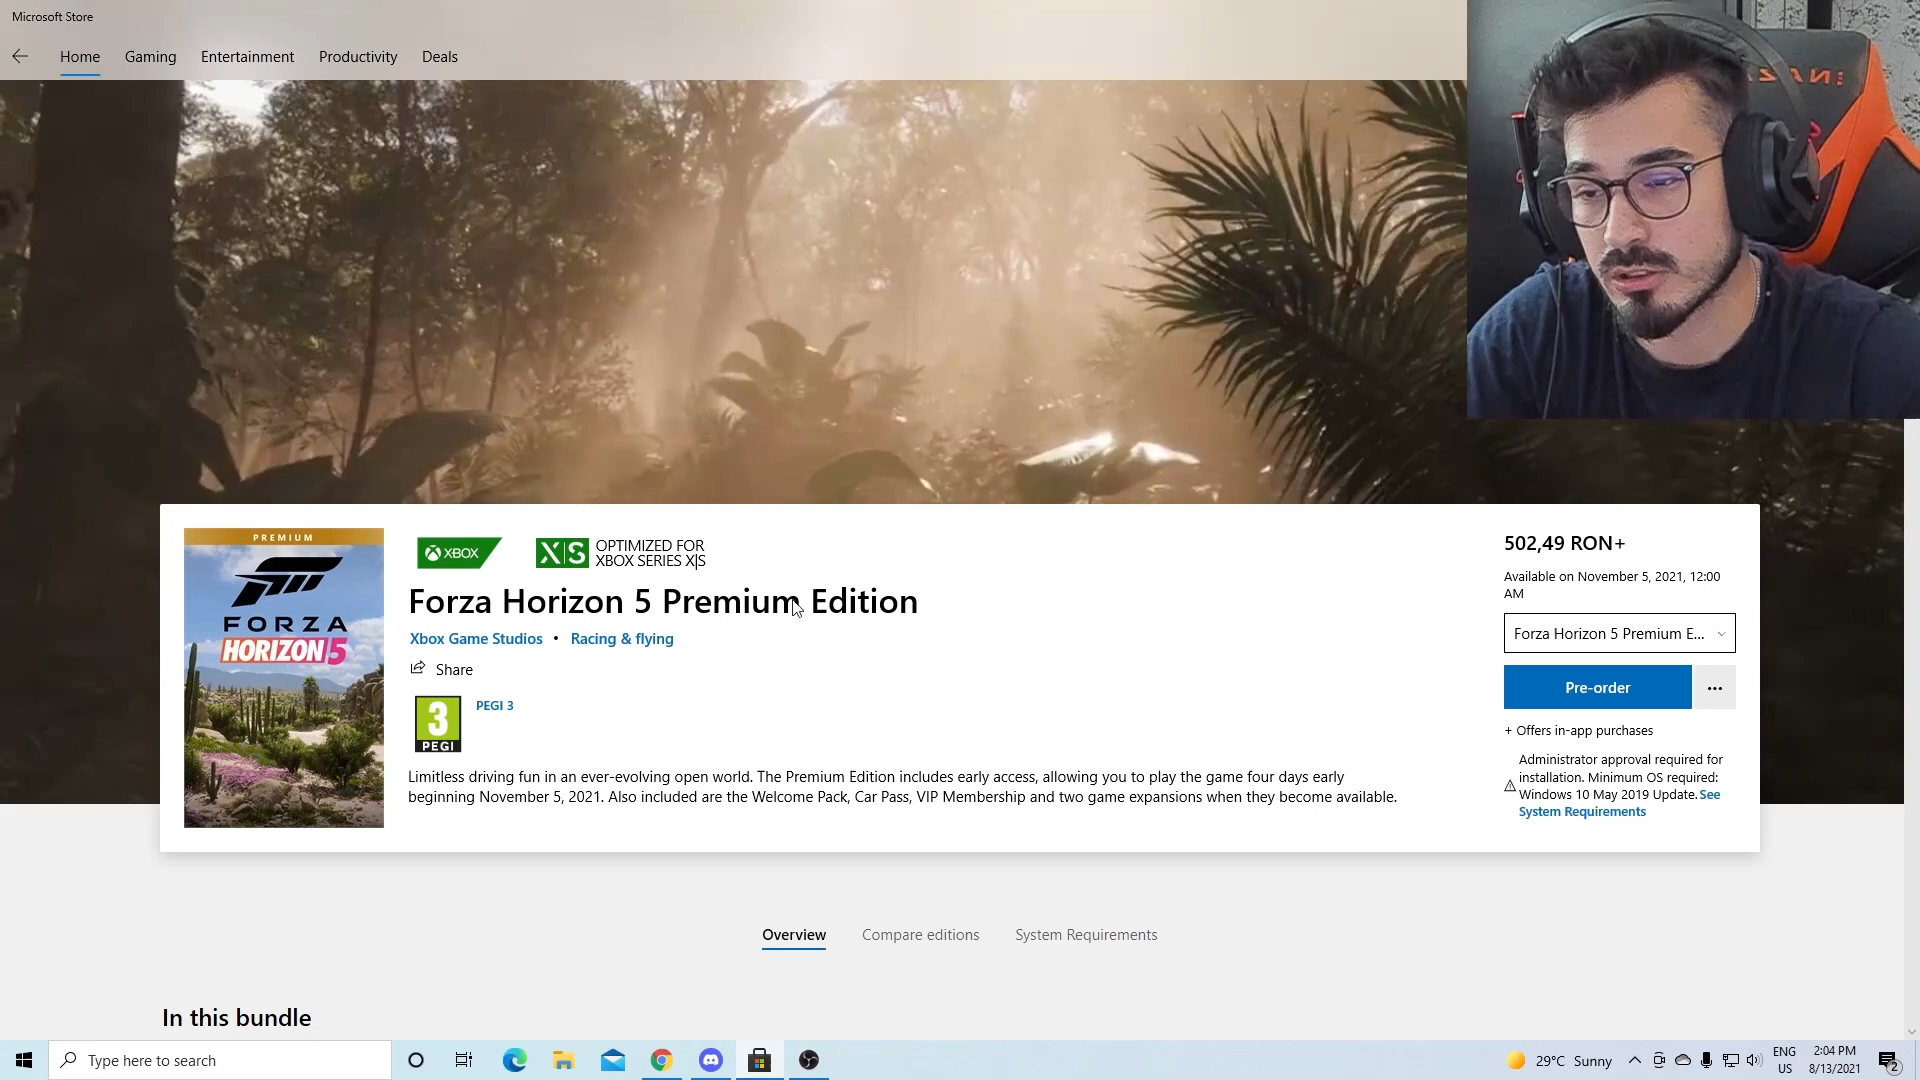 Microsoft Store
Home Gaming Entertainment Productivity Deals
PREMIUM
FORZA
HORIZON 5
XBOX
X|S
OPTIMIZED FOR
XBOX SERIES X|S
Forza Horizon 5 Premium Edition
Xbox Game Studios • Racing & flying
Share
3
PEGI
PEGI 3
Limitless driving fun in an ever-evolving open world. The Premium Edition includes early access, allowing you to play the game four days early
beginning November 5, 2021. Also included are the Welcome Pack, Car Pass, VIP Membership and two game expansions when they become available.
502,49 RON+
Available on November 5, 2021, 12:00
AM
Forza Horizon 5 Premium E...
Pre-order
+ Offers in-app purchases
Administrator approval required for
installation. Minimum OS required:
Windows 10 May 2019 Update. See
System Requirements
Overview Compare editions System Requirements
In this bundle
Type here to search
29°C Sunny
ENG
US
2:04 PM
8/13/2021
2